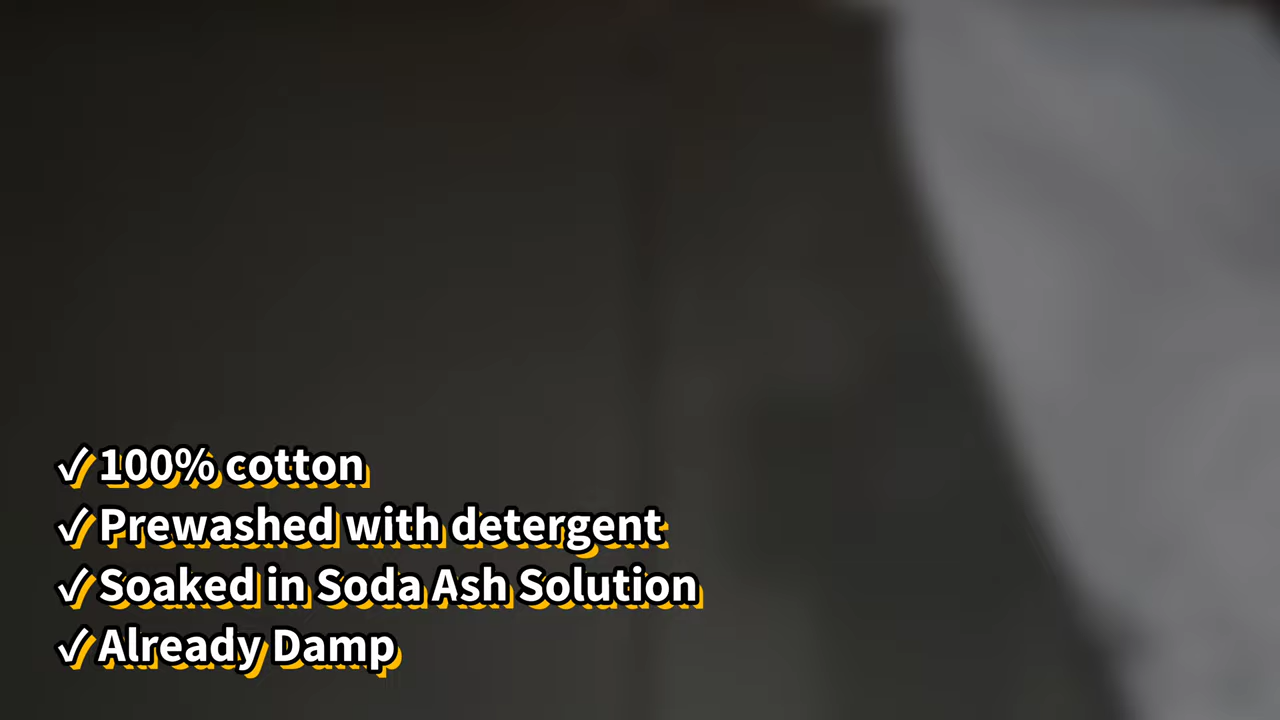 ✓100% cotton
✓Prewashed with detergent
✓Soaked in Soda Ash Solution
✓Already Damp